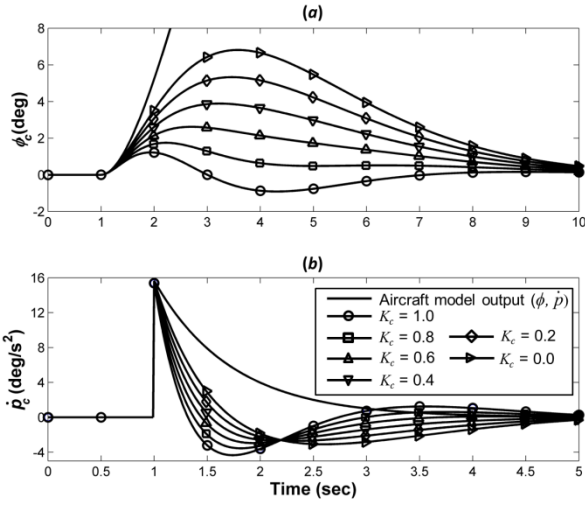 (a)
8
6
4
2
0
-2
ϕc(deg)
0 1 2 3 4 5 6 7 8 9 10
(b)
16
12
8
4
0
-4
ṗc (deg/s²)
Aircraft model output (ϕ, ṗ)
Kc = 1.0
Kc = 0.8
Kc = 0.6
Kc = 0.4
Kc = 0.2
Kc = 0.0
0 0.5 1 1.5 2 2.5 3 3.5 4 4.5 5
Time (sec)